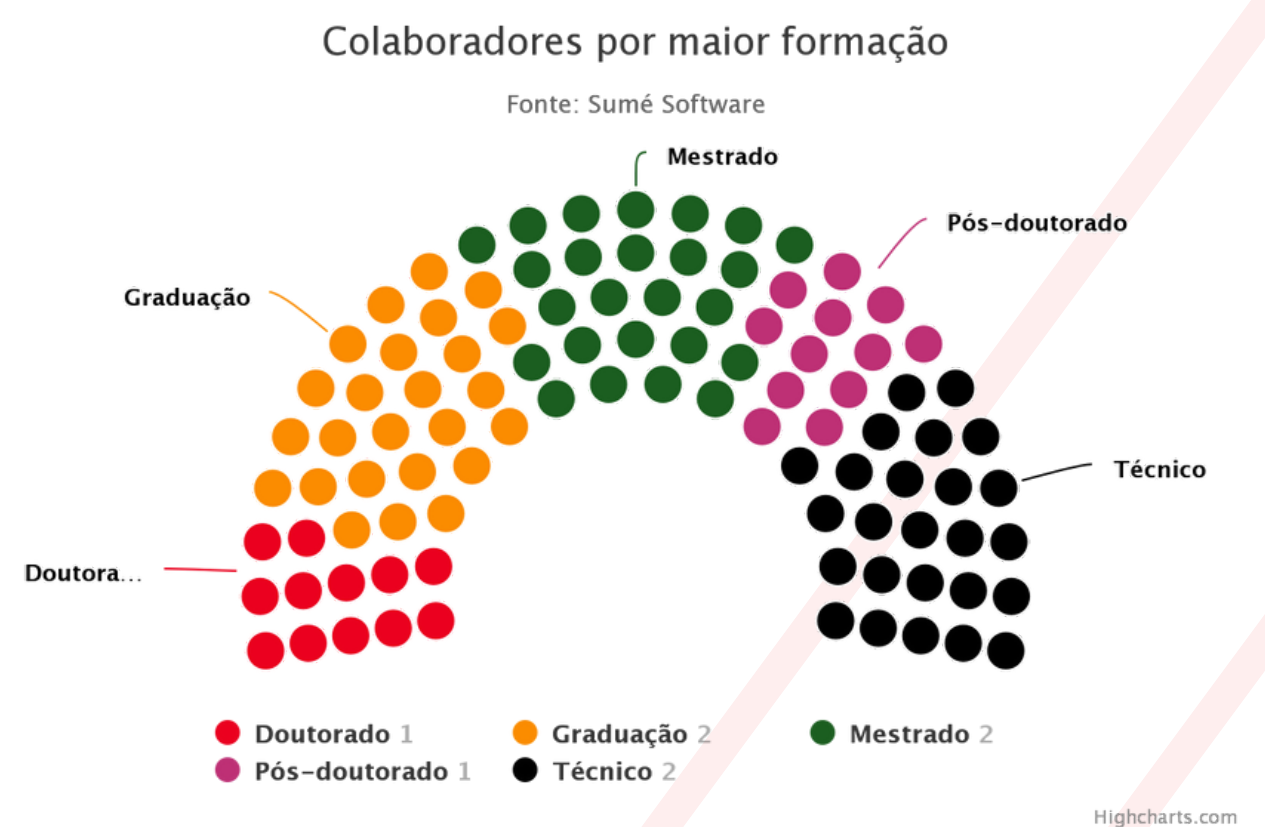 Colaboradores por maior formação
Fonte: Sumé Software
Mestrado
Pós-doutorado
Graduação
Técnico
Doutora...
Doutorado 1
Graduação 2
Mestrado 2
Pós-doutorado 1
Técnico 2
Highcharts.com